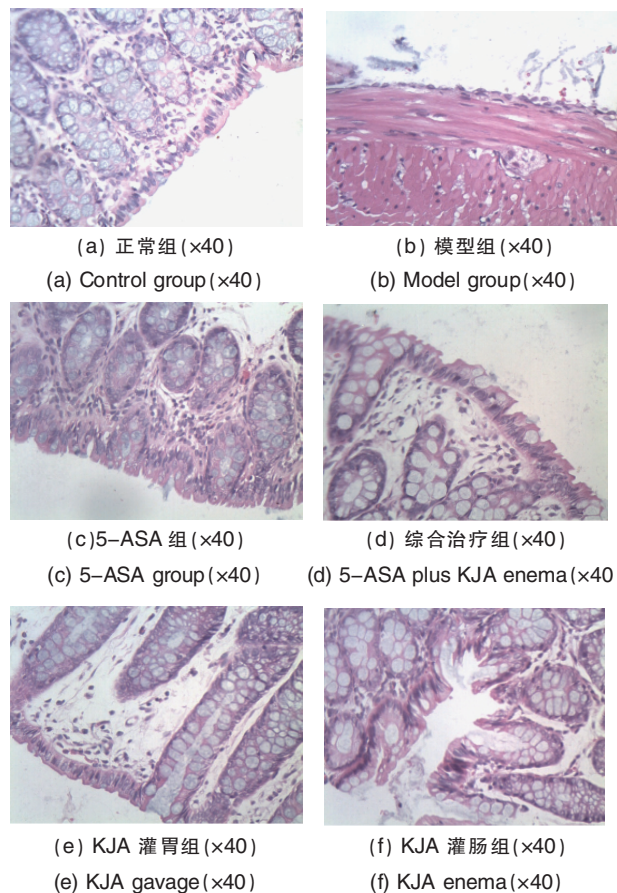 (a) 正常组(×40)
(a) Control group(×40)
(b) 模型组(×40)
(b) Model group(×40)
(c)5-ASA 组(×40)
(c) 5-ASA group(×40)
(d) 综合治疗组(×40)
(d) 5-ASA plus KJA enema(×40
(e) KJA 灌胃组(×40)
(e) KJA gavage(×40)
(f) KJA 灌肠组(×40)
(f) KJA enema(×40)